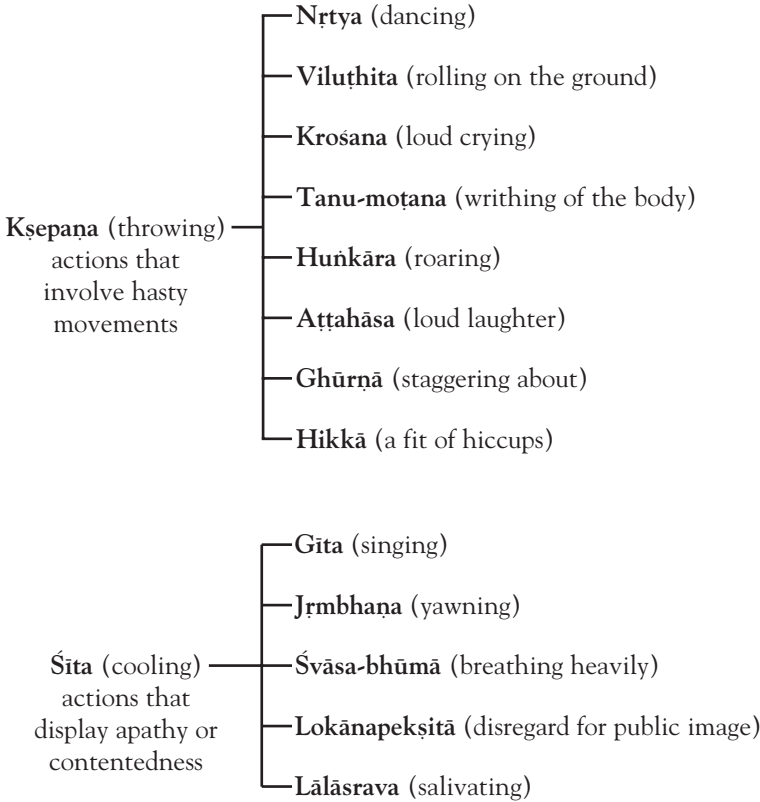 Nṛtya (dancing)
Viluṭhita (rolling on the ground)
Krośana (loud crying)
Tanu-moṭana (writhing of the body)
Kṣepaṇa (throwing)
actions that
involve hasty
movements
Huṅkāra (roaring)
Aṭṭahāsa (loud laughter)
Ghūrṇā (staggering about)
Hikkā (a fit of hiccups)
Gīta (singing)
Jṛmbhaṇa (yawning)
Śīta (cooling)
actions that
display apathy or
contentedness
Śvāsa-bhūmā (breathing heavily)
Lokānapekṣitā (disregard for public image)
Lālāsrava (salivating)